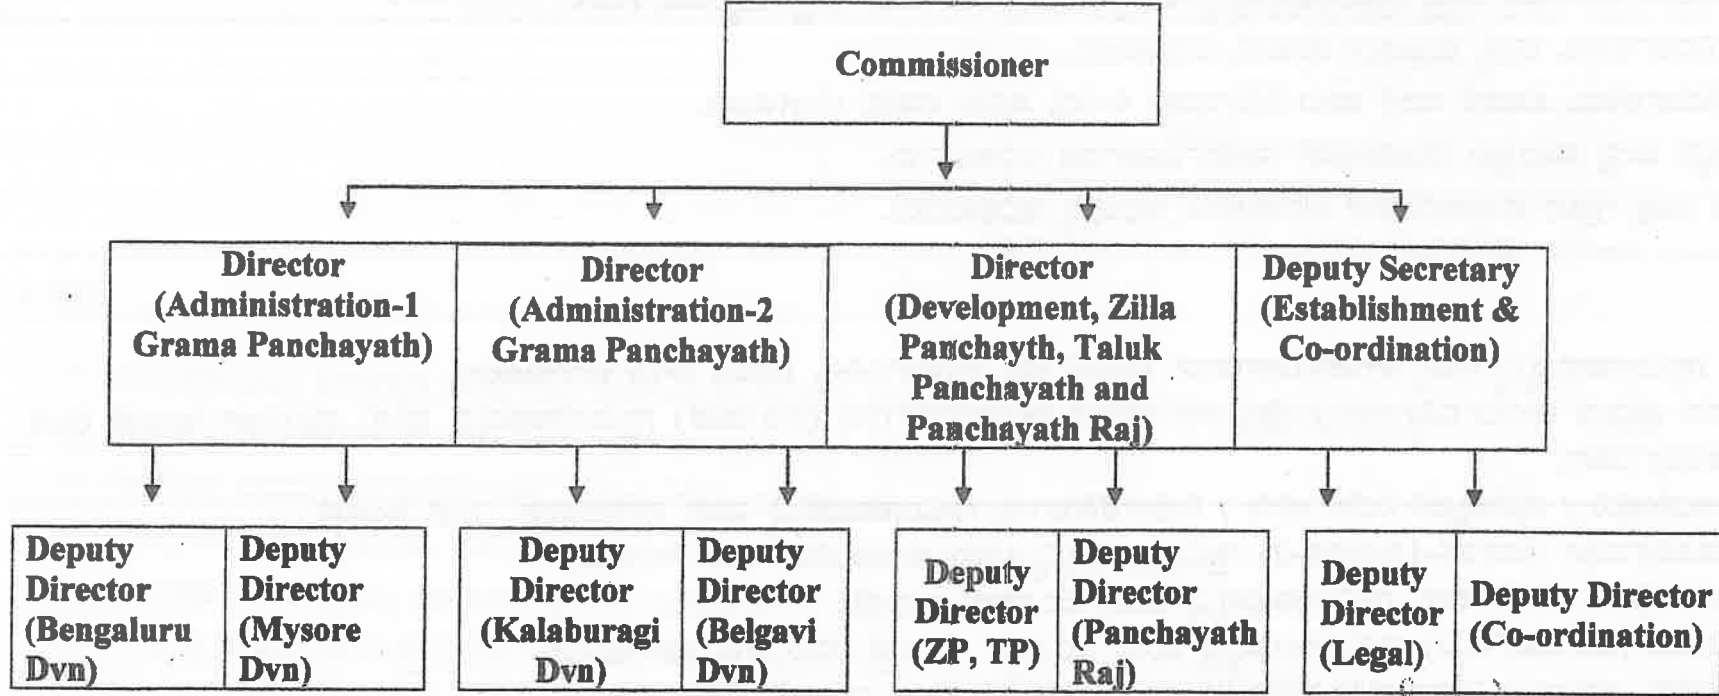 Commissioner
Director
(Administration-1
Grama Panchayath)
Director
(Administration-2
Grama Panchayath)
Director
(Development, Zilla
Panchayth, Taluk
Panchayath and
Panchayath Raj)
Deputy Secretary
(Establishment &
Co-ordination)
Deputy
Director
(Bengaluru
Dvn)
Deputy
Director
(Mysore
Dvn)
Deputy
Director
(Kalaburagi
Dvn)
Deputy
Director
(Belgavi
Dvn)
Deputy
Director
(ZP, TP)
Deputy
Director
(Panchayath
Raj)
Deputy
Director
(Legal)
Deputy Director
(Co-ordination)